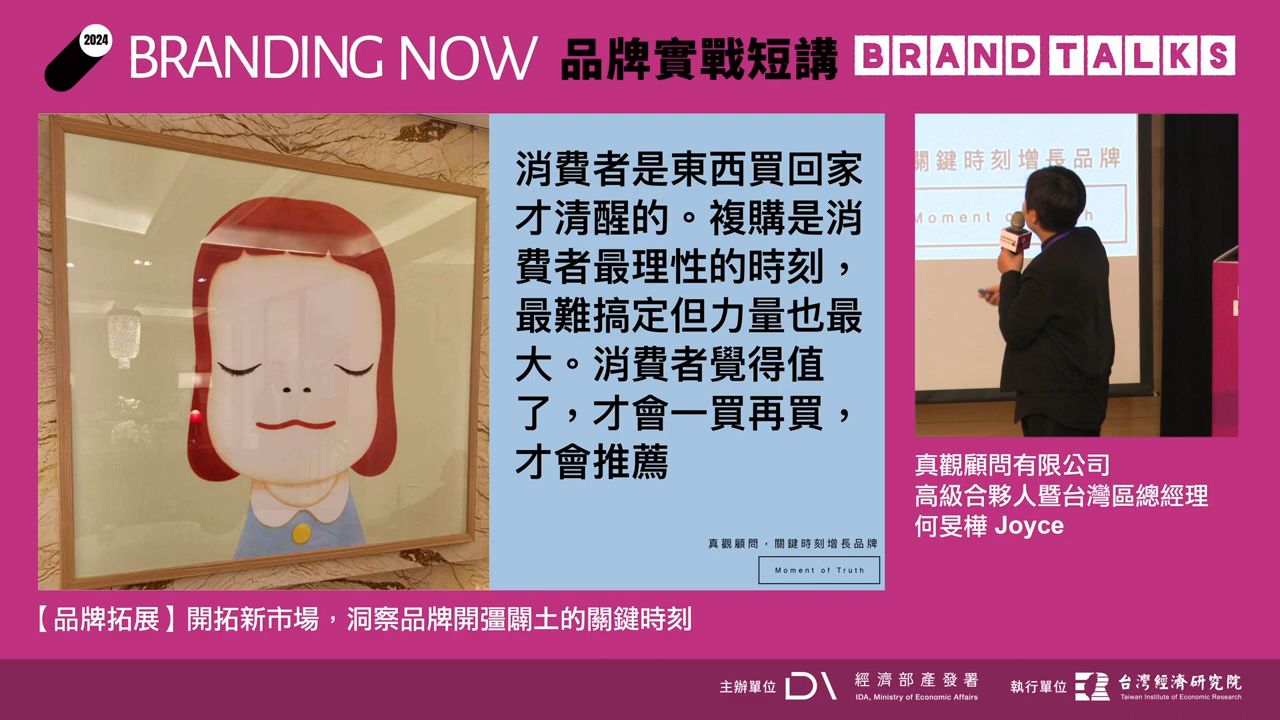 2024
BRANDING NOW 品牌實戰短講 BRAND TALKS
消費者是東西買回家
才清醒的。複購是消
費者最理性的時刻，
最難搞定但力量也最
大。消費者覺得值
了，才會一買再買，
才會推薦
真觀顧問，關鍵時刻增長品牌
Moment of Truth
關鍵時刻增長品牌
Moment
真觀顧問有限公司
高級合夥人暨台灣區總經理
何旻樺 Joyce
【品牌拓展】開拓新市場，洞察品牌開彊闢土的關鍵時刻
主辦單位
經濟部產發署
IDA, Ministry of Economic Affairs
執行單位
台灣經濟研究院
Taiwan Institute of Economic Research